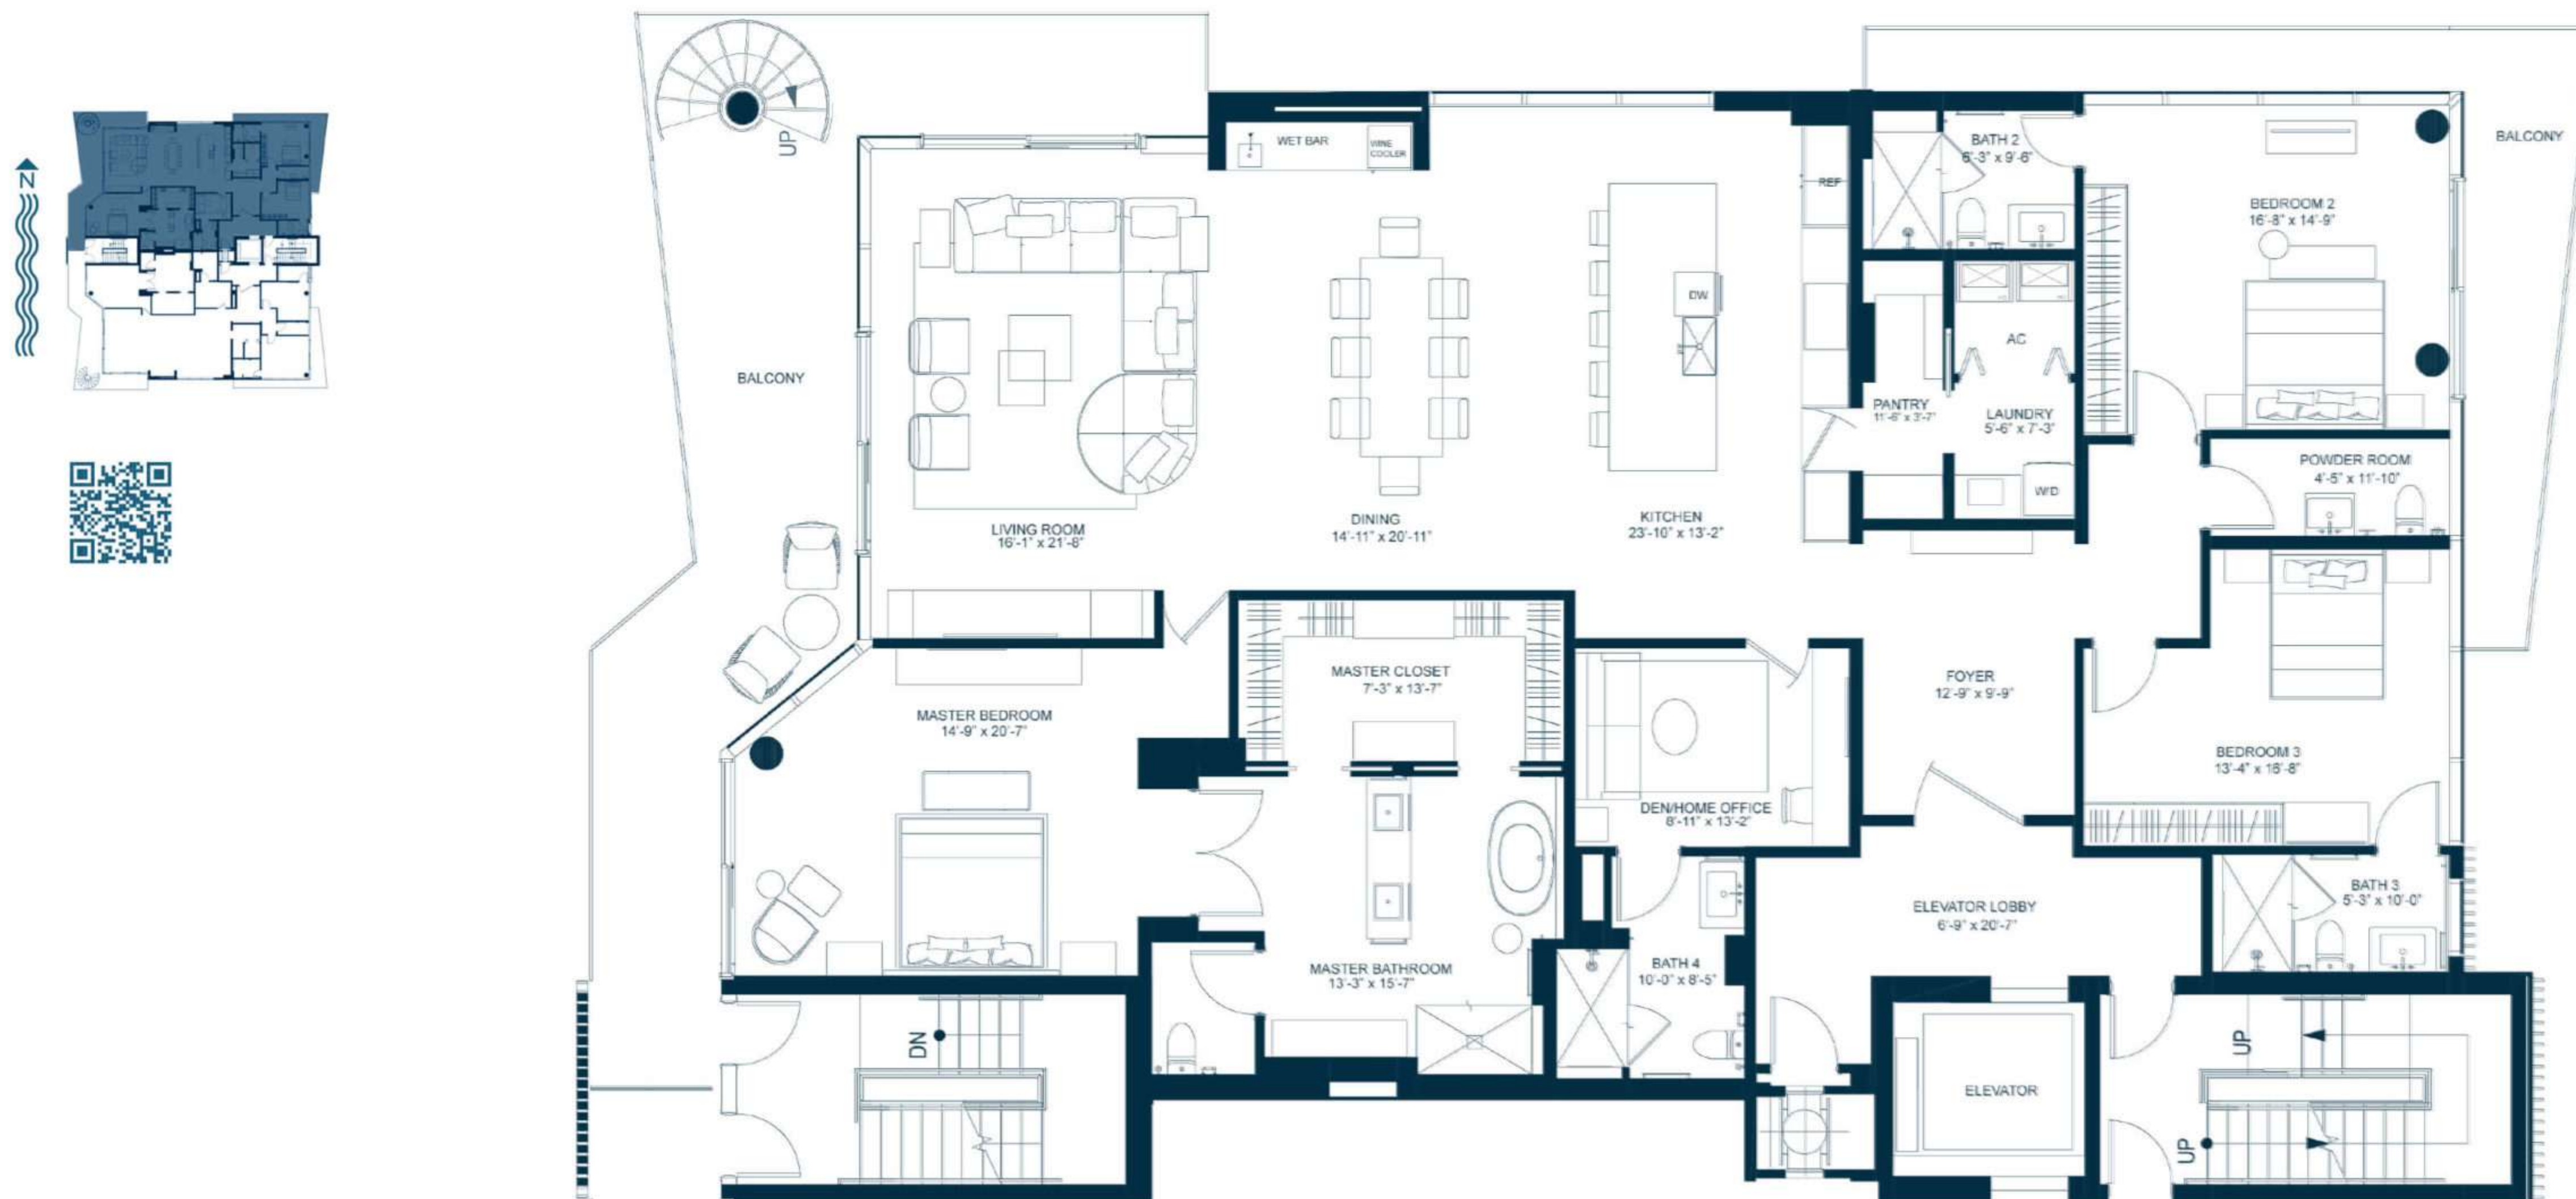 N
UP
BALCONY
WET BAR
WINE
COOLER
REF
BATH 2
6'-3" x 9'-6"
BEDROOM 2
16'-8" x 14'-9"
BALCONY
DW
AC
PANTRY
11'-6" x 3'-7"
LAUNDRY
5'-6" x 7'-3"
W/D
POWDER ROOM
4'-5" x 11'-10"
LIVING ROOM
16'-1" x 21'-8"
DINING
14'-11" x 20'-11"
KITCHEN
23'-10" x 13'-2"
MASTER BEDROOM
14'-9" x 20'-7"
MASTER CLOSET
7'-3" x 13'-7"
FOYER
12'-9" x 9'-9"
BEDROOM 3
13'-4" x 16'-8"
DEN/HOME OFFICE
8'-11" x 13'-2"
ELEVATOR LOBBY
6'-9" x 20'-7"
BATH 3
5'-3" x 10'-0"
MASTER BATHROOM
13'-3" x 15'-7"
BATH 4
10'-0" x 8'-5"
DN
UP
ELEVATOR
UP